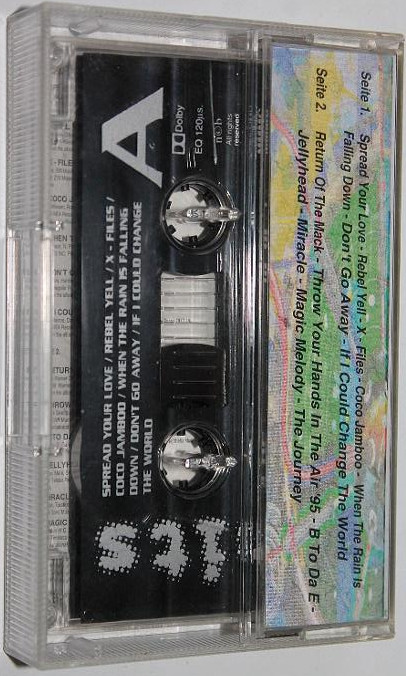 Seite 1.
Spread Your Love - Rebel Yell - X - Files - Coco Jamboo - When The Rain Is
Falling Down - Don't Go Away - If I Could Change The World
Seite 2.
Return Of The Mack - Throw Your Hands In The Air '95 - B To Da E -
Jellyhead - Miracle - Magic Melody - The Journey
A
Dolby
EQ 120µs.
n©b
All rights
reserved
SPREAD YOUR LOVE / REBEL YELL / X - FILES /
COCO JAMBOO / WHEN THE RAIN IS FALLING
DOWN / DON'T GO AWAY / IF I COULD CHANGE
THE WORLD